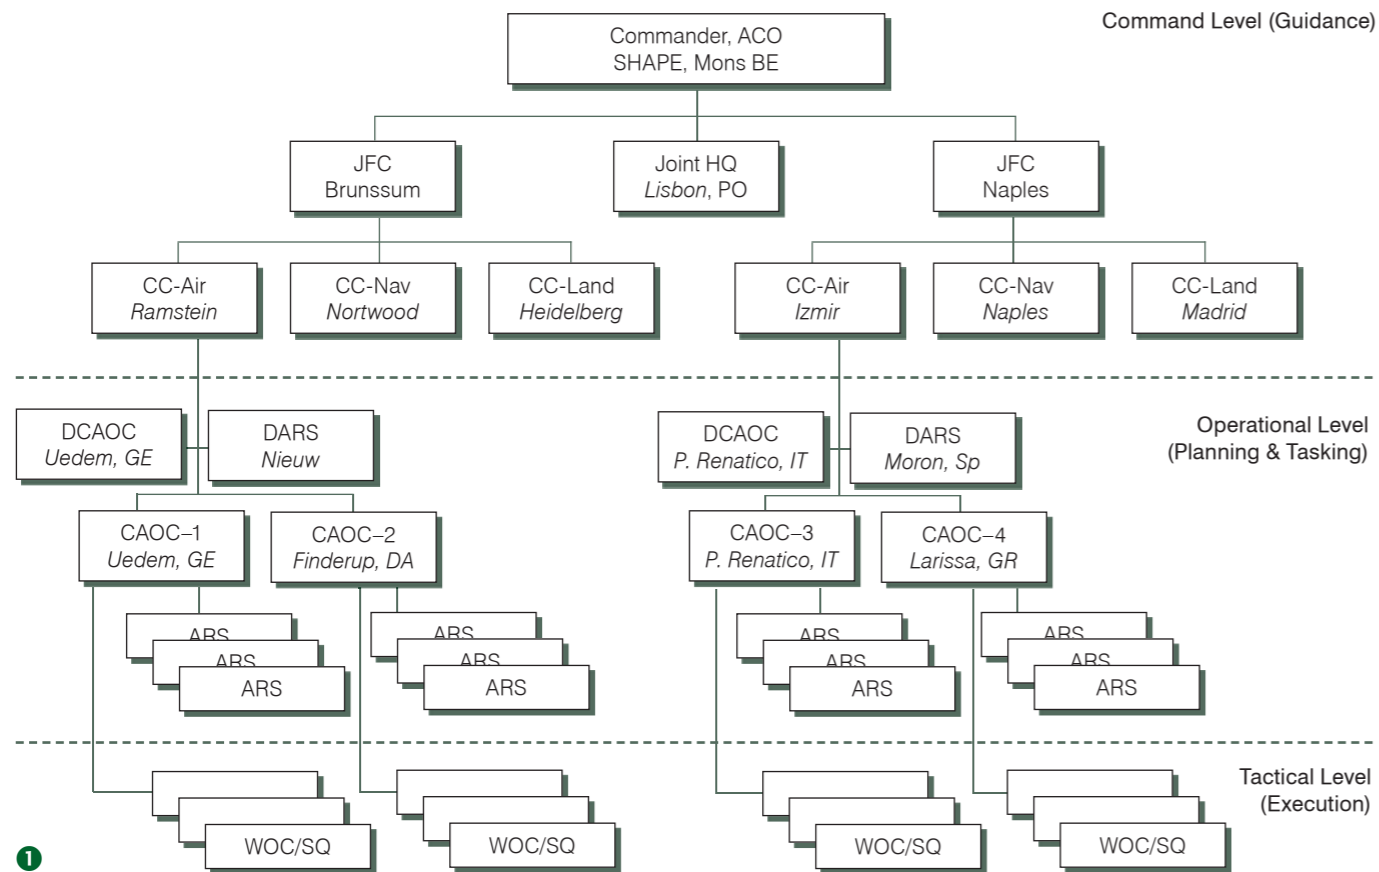 Command Level (Guidance)
Commander, ACO
SHAPE, Mons BE
JFC
Brunssum
Joint HQ
Lisbon, PO
JFC
Naples
CC-Air
Ramstein
CC-Nav
Nortwood
CC-Land
Heidelberg
CC-Air
Izmir
CC-Nav
Naples
CC-Land
Madrid
Operational Level
(Planning & Tasking)
DCAOC
Uedem, GE
DARS
Nieuw
DCAOC
P. Renatico, IT
DARS
Moron, Sp
CAOC–1
Uedem, GE
CAOC–2
Finderup, DA
CAOC–3
P. Renatico, IT
CAOC–4
Larissa, GR
ARS
ARS
ARS
ARS
ARS
ARS
ARS
ARS
ARS
ARS
ARS
ARS
Tactical Level
(Execution)
WOC/SQ
WOC/SQ
WOC/SQ
WOC/SQ
1